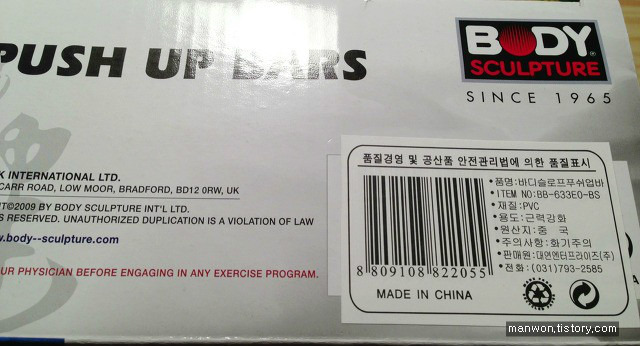 PUSH UP BARS
BODY
SCULPTURE
SINCE 1965
K INTERNATIONAL LTD.
CARR ROAD, LOW MOOR, BRADFORD, BD12 0RW, UK
©2009 BY BODY SCULPTURE INT'L LTD.
S RESERVED. UNAUTHORIZED DUPLICATION IS A VIOLATION OF LAW
w.body--sculpture.com
UR PHYSICIAN BEFORE ENGAGING IN ANY EXERCISE PROGRAM.
품질경영 및 공산품 안전관리법에 의한 품질표시
•품명:바디슬로프푸쉬업바
•ITEM NO:BB-633E0-BS
•재질:PVC
•용도:근력강화
•원산지:중 국
•주의사항:화기주의
•판매원:대연엔터프라이즈(주)
•전화:(031)793-2585
8 809108 822055
MADE IN CHINA
manwon.tistory.com